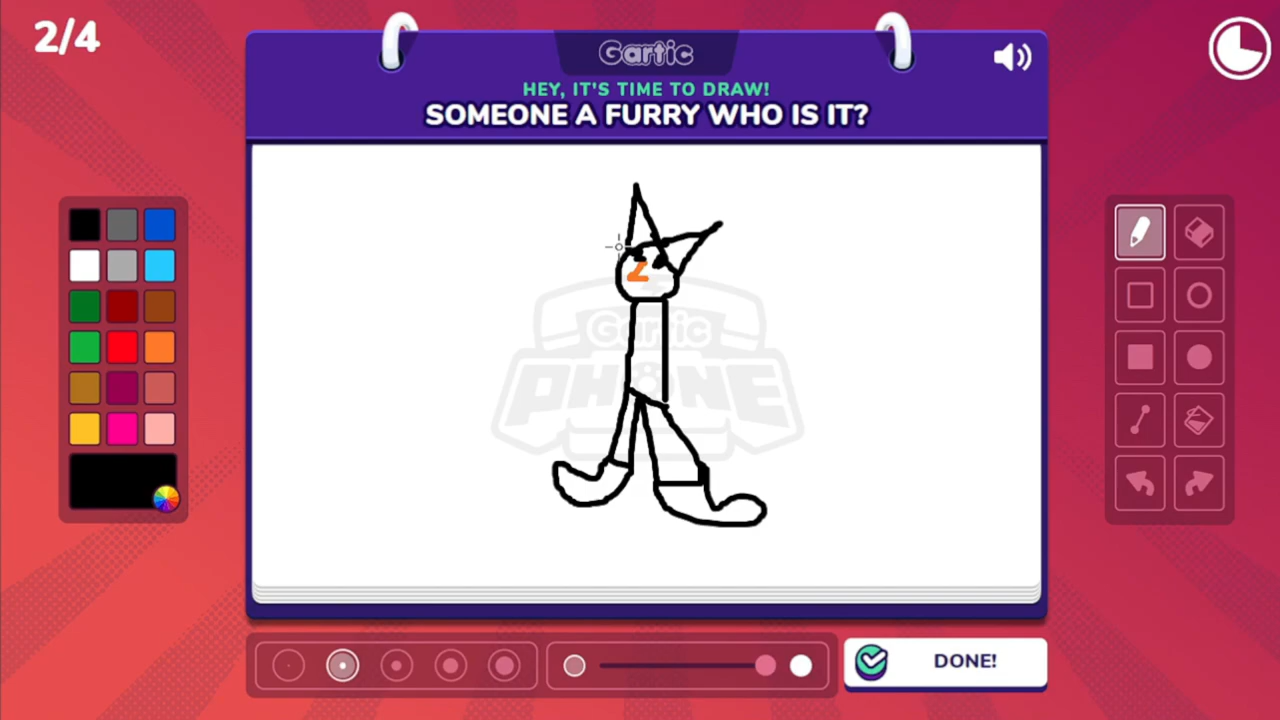 2/4
Gartic
HEY, IT'S TIME TO DRAW!
SOMEONE A FURRY WHO IS IT?
Gartic
PHONE
DONE!